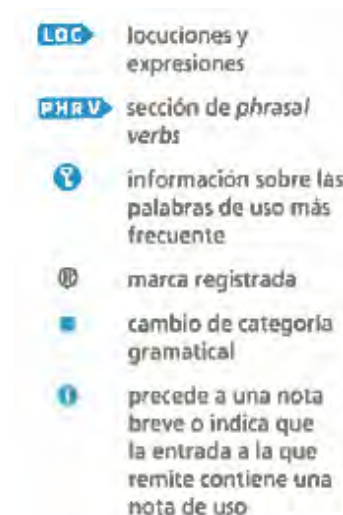 LOC locuciones y
expresiones
PHR V sección de phrasal
verbs
información sobre las
palabras de uso más
frecuente
® marca registrada
cambio de categoría
gramatical
precede a una nota
breve o indica que
la entrada a la que
remite contiene una
nota de uso